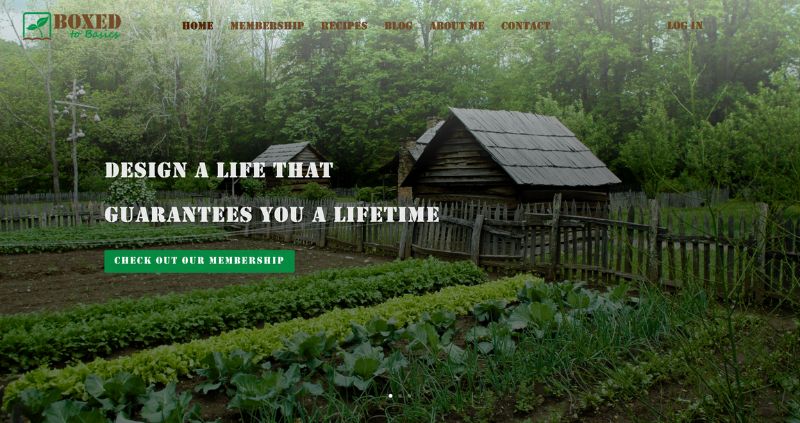 BOXED
to Basics
HOME MEMBERSHIP RECIPES BLOG ABOUT ME CONTACT LOG IN
DESIGN A LIFE THAT
GUARANTEES YOU A LIFETIME
CHECK OUT OUR MEMBERSHIP